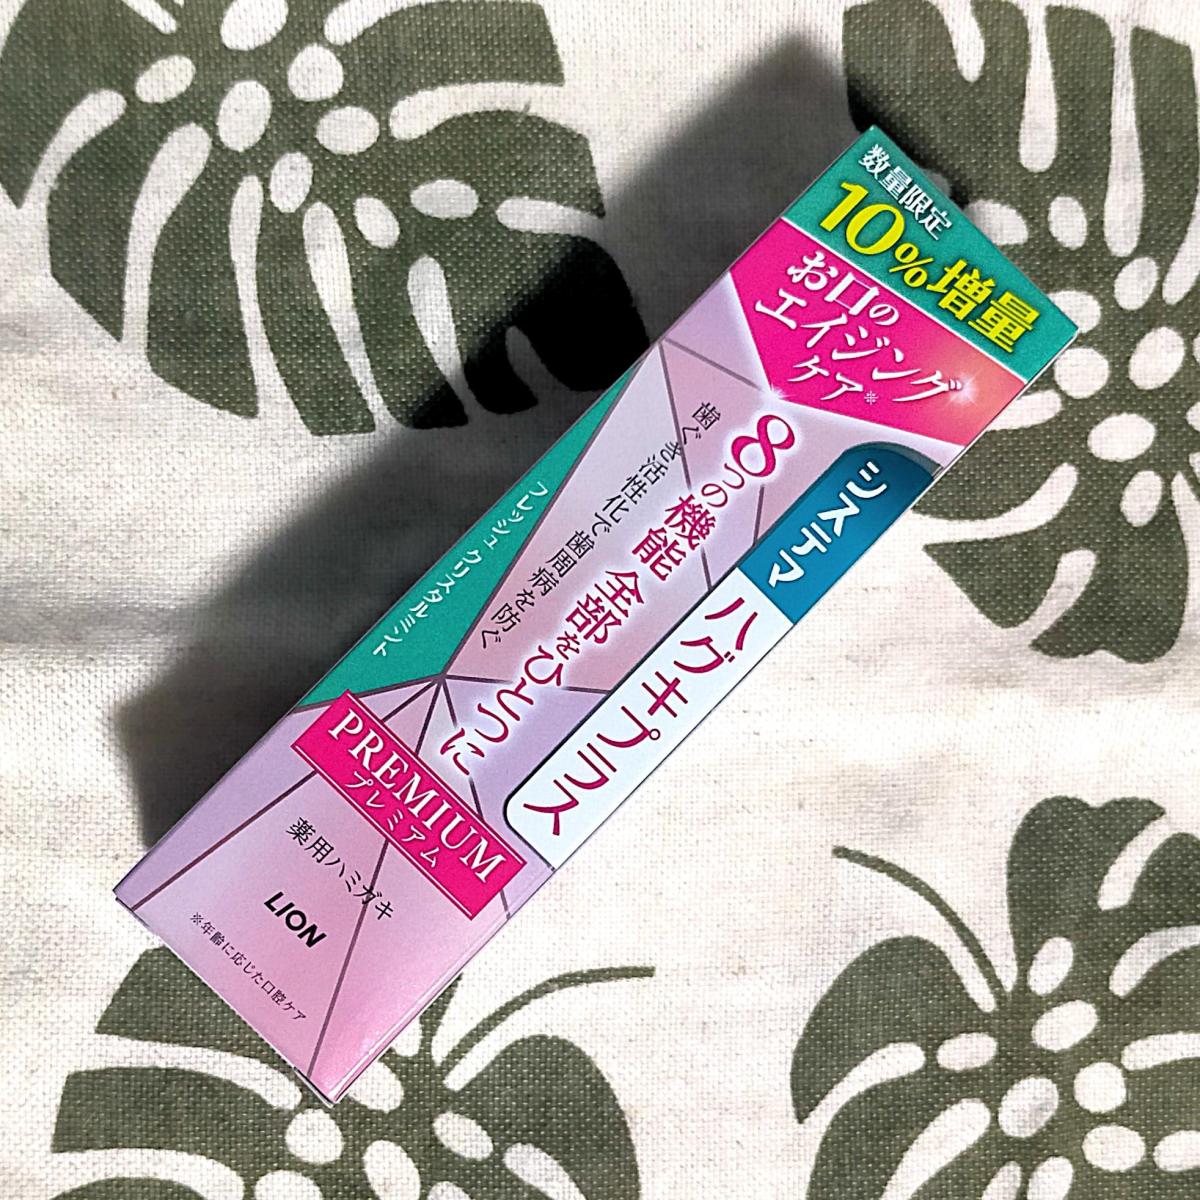 数量限定
10%増量
お口の
エイジング
ケア※
システマ
ハグキプラス
8つの機能 全部をひとつに
歯ぐき活性化で歯周病を防ぐ
フレッシュ クリスタルミント
PREMIUM
プレミアム
薬用ハミガキ
LION
※年齢に応じた口腔ケア